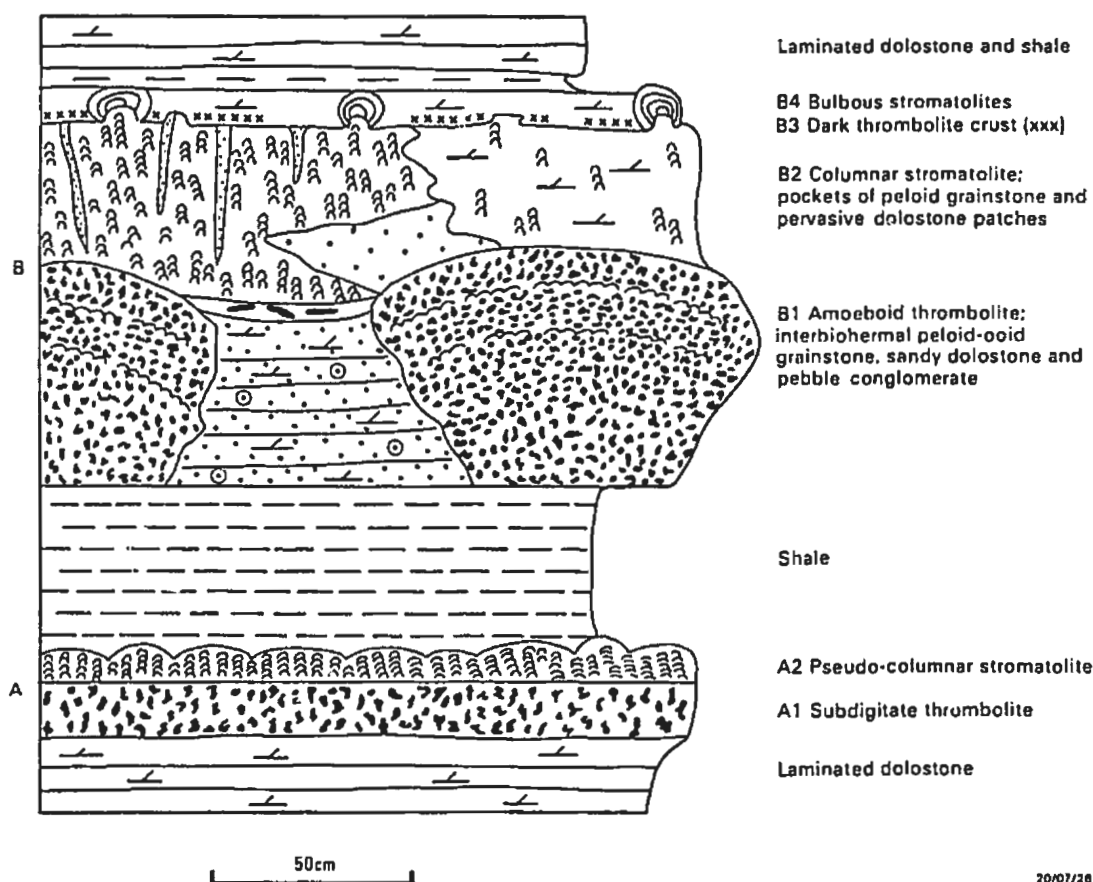 Laminated dolostone and shale
B4 Bulbous stromatolites
B3 Dark thrombolite crust (xxx)
B2 Columnar stromatolite;
pockets of peloid grainstone and
pervasive dolostone patches
B
B1 Amoeboid thrombolite;
interbiohermal peloid-ooid
grainstone, sandy dolostone and
pebble conglomerate
Shale
A2 Pseudo-columnar stromatolite
A
A1 Subdigitate thrombolite
Laminated dolostone
50cm
20/07/26